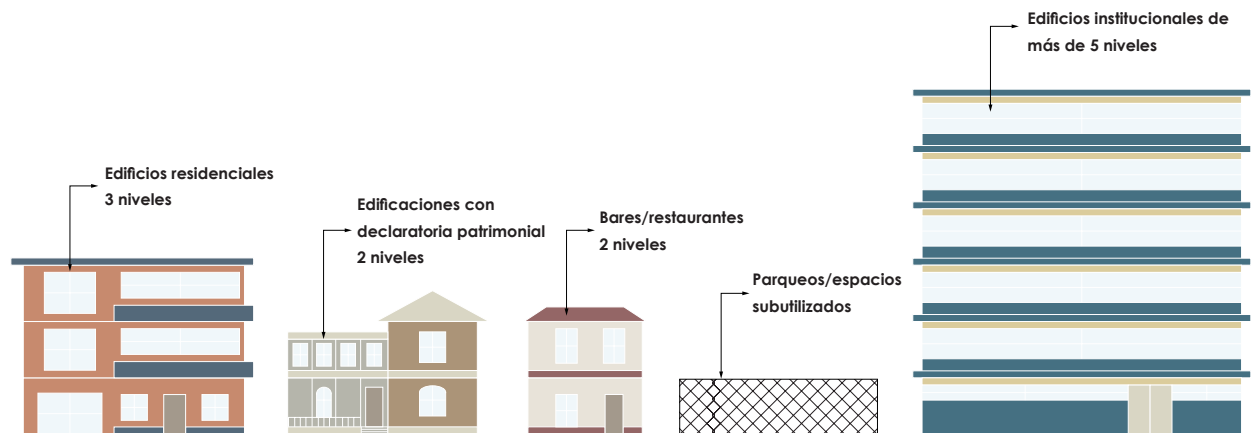 Edificios residenciales
3 niveles
Edificaciones con
declaratoria patrimonial
2 niveles
Bares/restaurantes
2 niveles
Parqueos/espacios
subutilizados
Edificios institucionales de
más de 5 niveles